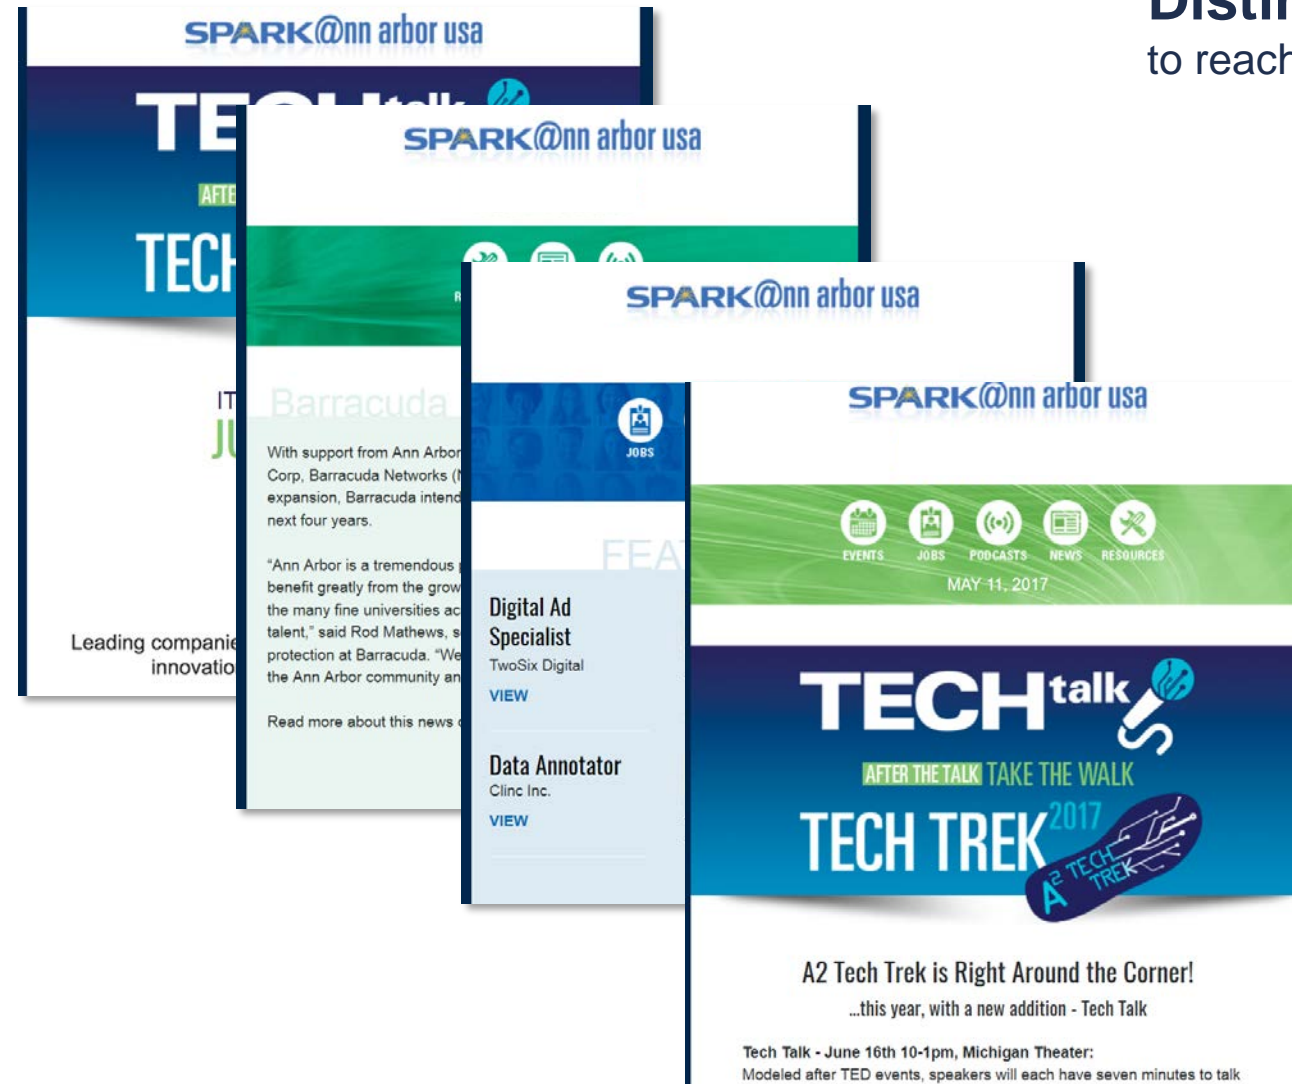 to reach
SPARK@nn arbor usa
AFTE
TECH
IT
Leading companie
innovatio
SPARK@nn arbor usa
Barracuda
With support from Ann Arbor
Corp, Barracuda Networks (
expansion, Barracuda intend
next four years.
“Ann Arbor is a tremendous
benefit greatly from the grow
the many fine universities ac
talent,” said Rod Mathews, s
protection at Barracuda. “We
the Ann Arbor community an
Read more about this news
SPARK@nn arbor usa
JOBS
FEA
Digital Ad
Specialist
TwoSix Digital
VIEW
Data Annotator
Clinc Inc.
VIEW
SPARK@nn arbor usa
EVENTS JOBS PODCASTS NEWS RESOURCES
MAY 11, 2017
TECH talk
AFTER THE TALK TAKE THE WALK
TECH TREK 2017
A2 TECH TREK
A2 Tech Trek is Right Around the Corner!
...this year, with a new addition - Tech Talk
Tech Talk - June 16th 10-1pm, Michigan Theater:
Modeled after TED events, speakers will each have seven minutes to talk